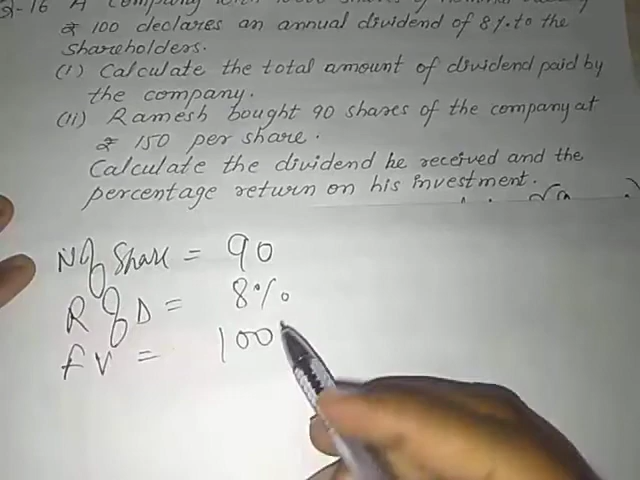 Q-16 A Company with 10000 shares of nominal value
₹ 100 declares an annual dividend of 8% to the
shareholders.
(i) Calculate the total amount of dividend paid by
the company.
(ii) Ramesh bought 90 shares of the company at
₹ 150 per share.
Calculate the dividend he received and the
percentage return on his investment.
N of Share = 90
R of D = 8%
FV = 100